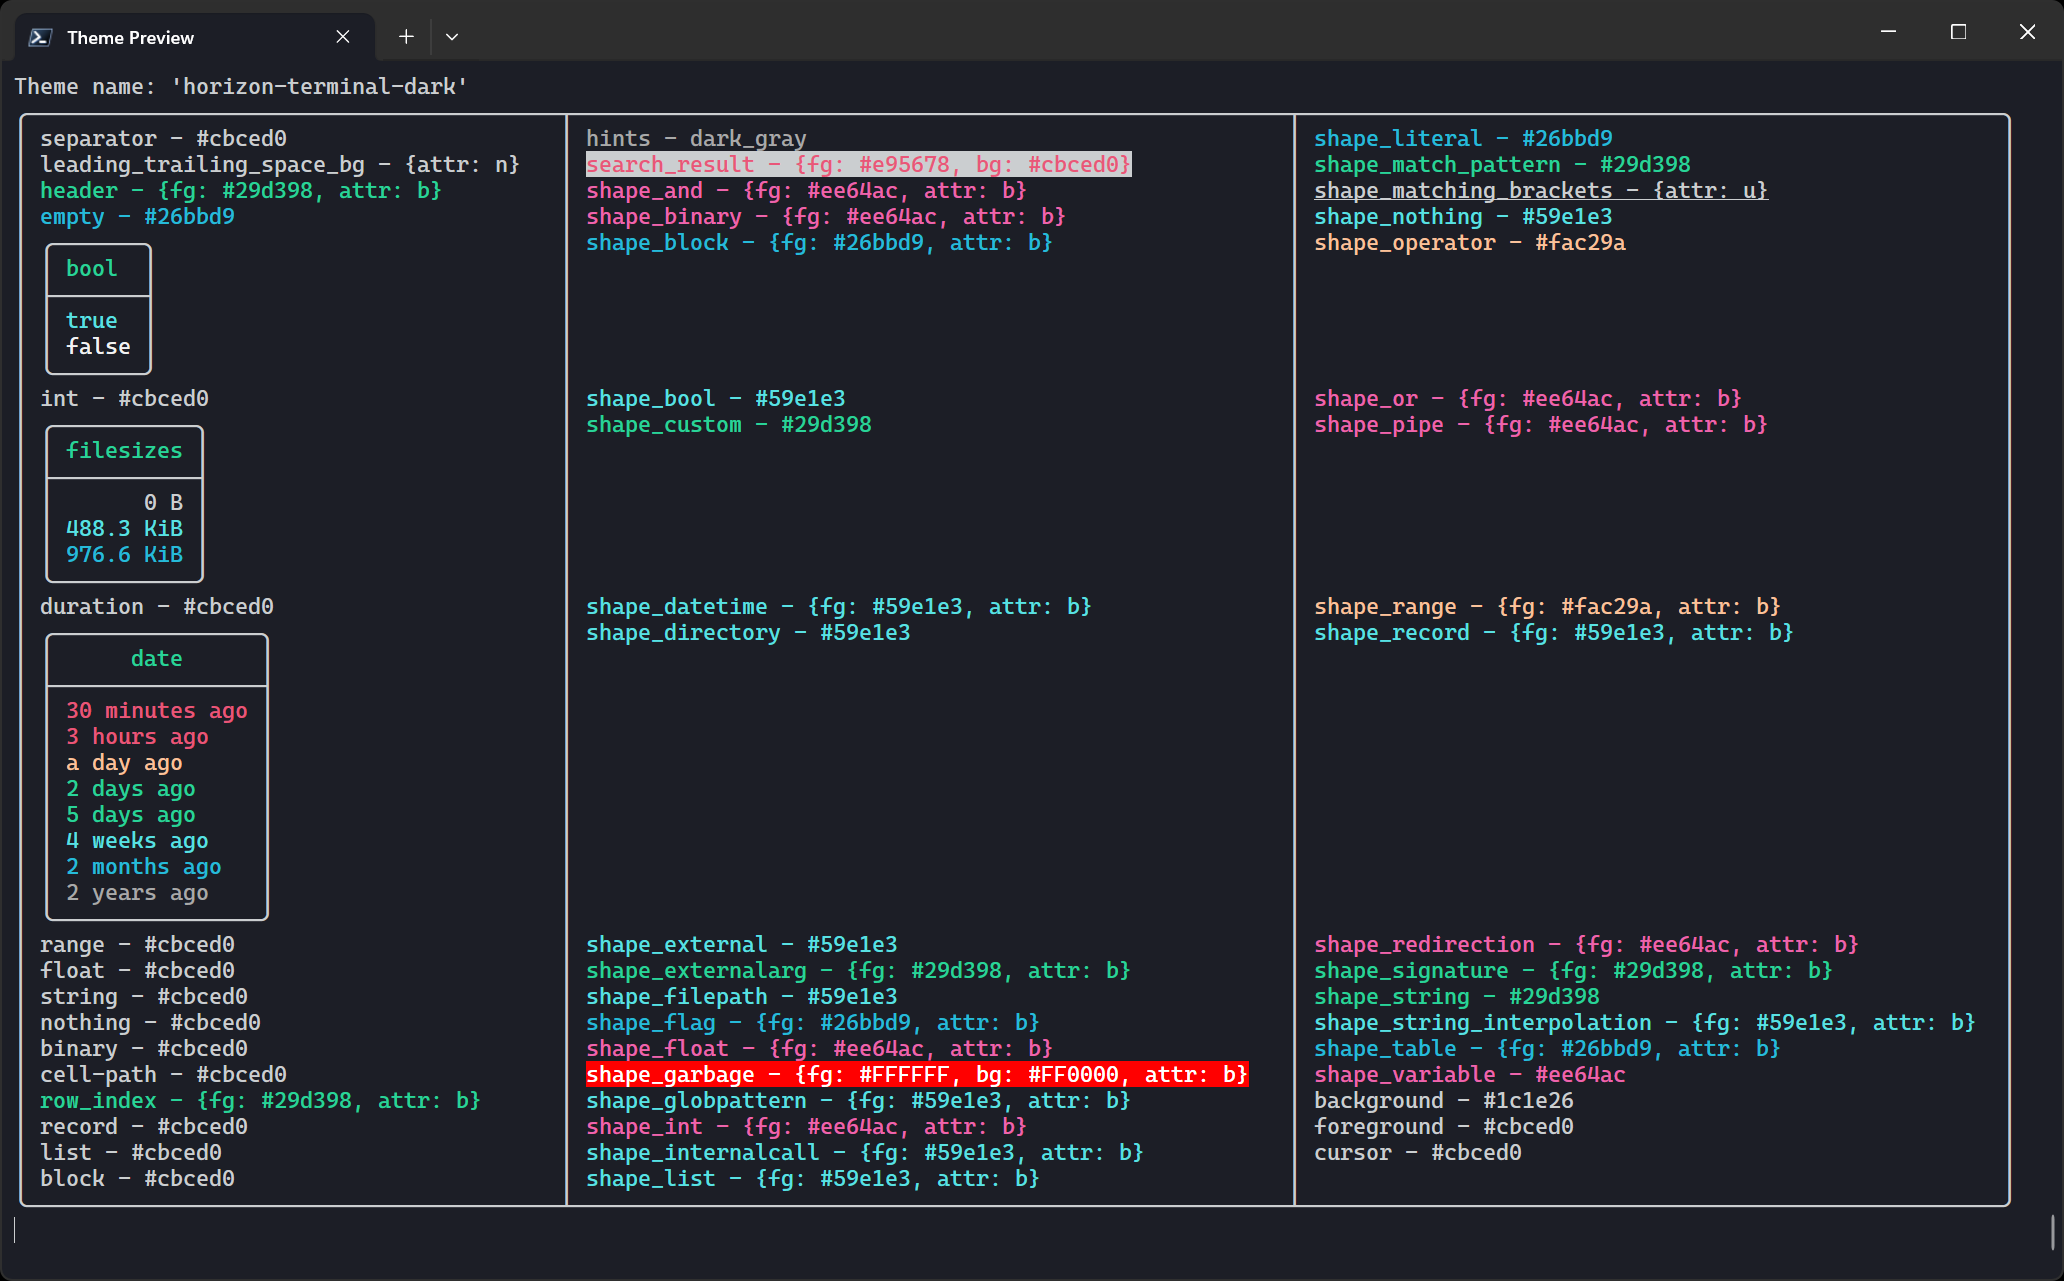 Theme Preview
Theme name: 'horizon-terminal-dark'
separator - #cbced0
leading_trailing_space_bg - {attr: n}
header - {fg: #29d398, attr: b}
empty - #26bbd9
bool
true
false
int - #cbced0
filesizes
0 B
488.3 KiB
976.6 KiB
duration - #cbced0
date
30 minutes ago
3 hours ago
a day ago
2 days ago
5 days ago
4 weeks ago
2 months ago
2 years ago
range - #cbced0
float - #cbced0
string - #cbced0
nothing - #cbced0
binary - #cbced0
cell-path - #cbced0
row_index - {fg: #29d398, attr: b}
record - #cbced0
list - #cbced0
block - #cbced0
hints - dark_gray
search_result - {fg: #e95678, bg: #cbced0}
shape_and - {fg: #ee64ac, attr: b}
shape_binary - {fg: #ee64ac, attr: b}
shape_block - {fg: #26bbd9, attr: b}
shape_bool - #59e1e3
shape_custom - #29d398
shape_datetime - {fg: #59e1e3, attr: b}
shape_directory - #59e1e3
shape_external - #59e1e3
shape_externalarg - {fg: #29d398, attr: b}
shape_filepath - #59e1e3
shape_flag - {fg: #26bbd9, attr: b}
shape_float - {fg: #ee64ac, attr: b}
shape_garbage - {fg: #FFFFFF, bg: #FF0000, attr: b}
shape_globpattern - {fg: #59e1e3, attr: b}
shape_int - {fg: #ee64ac, attr: b}
shape_internalcall - {fg: #59e1e3, attr: b}
shape_list - {fg: #59e1e3, attr: b}
shape_literal - #26bbd9
shape_match_pattern - #29d398
shape_matching_brackets - {attr: u}
shape_nothing - #59e1e3
shape_operator - #fac29a
shape_or - {fg: #ee64ac, attr: b}
shape_pipe - {fg: #ee64ac, attr: b}
shape_range - {fg: #fac29a, attr: b}
shape_record - {fg: #59e1e3, attr: b}
shape_redirection - {fg: #ee64ac, attr: b}
shape_signature - {fg: #29d398, attr: b}
shape_string - #29d398
shape_string_interpolation - {fg: #59e1e3, attr: b}
shape_table - {fg: #26bbd9, attr: b}
shape_variable - #ee64ac
background - #1c1e26
foreground - #cbced0
cursor - #cbced0